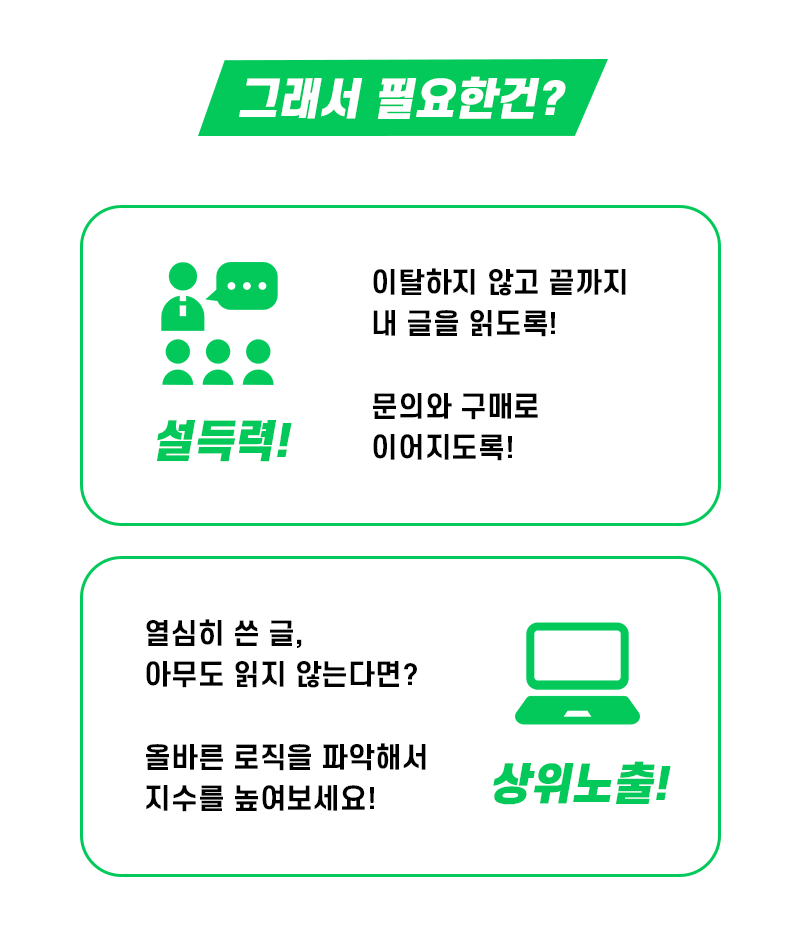 그래서 필요한건?
이탈하지 않고 끝까지
내 글을 읽도록!
문의와 구매로
이어지도록!
설득력!
열심히 쓴 글,
아무도 읽지 않는다면?
올바른 로직을 파악해서
지수를 높여보세요!
상위노출!